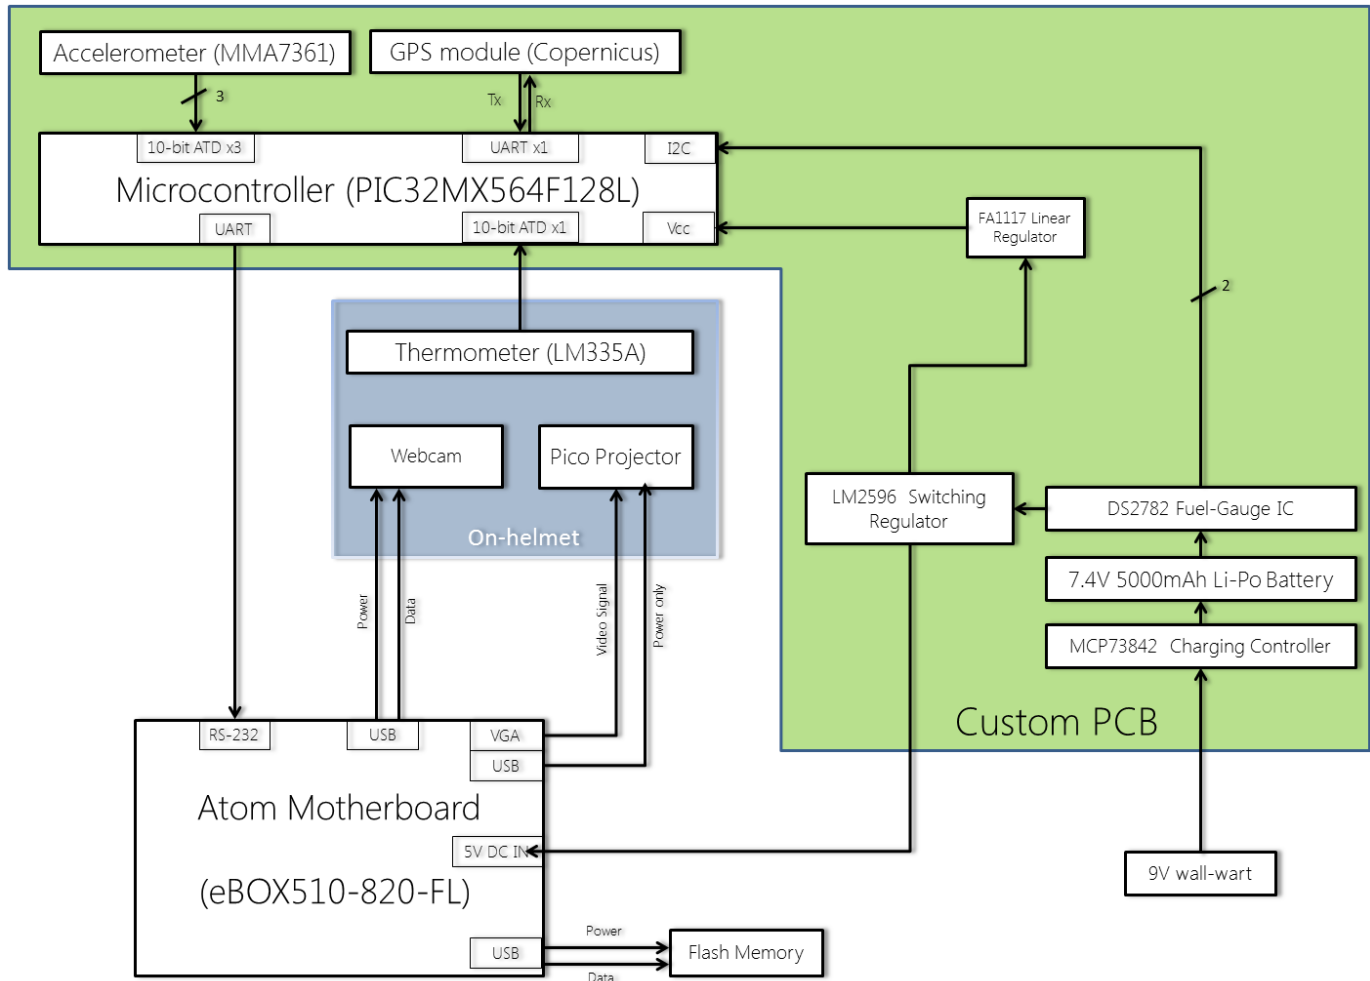 Accelerometer (MMA7361)
GPS module (Copernicus)
3
Tx
Rx
10-bit ATD x3
UART x1
I2C
Microcontroller (PIC32MX564F128L)
UART
10-bit ATD x1
Vcc
FA1117 Linear
Regulator
2
Thermometer (LM335A)
Webcam
Pico Projector
On-helmet
LM2596 Switching
Regulator
DS2782 Fuel-Gauge IC
7.4V 5000mAh Li-Po Battery
MCP73842 Charging Controller
Power
Data
Video Signal
Power only
Custom PCB
RS-232
USB
VGA
USB
Atom Motherboard
5V DC IN
(eBOX510-820-FL)
9V wall-wart
USB
Power
Data
Flash Memory